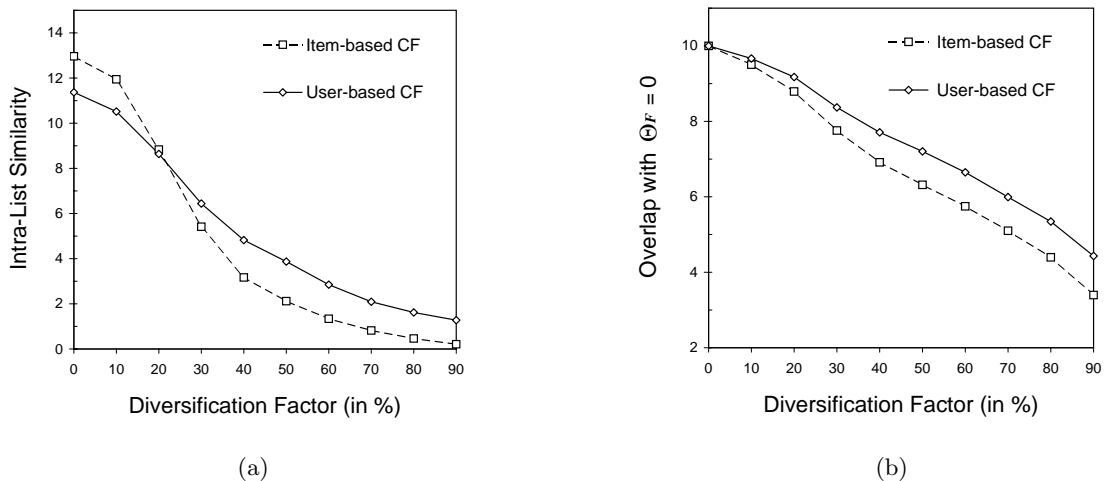 14
12
10
8
6
4
2
0
Intra-List Similarity
Item-based CF
User-based CF
0 10 20 30 40 50 60 70 80 90
Diversification Factor (in %)
(a)
10
8
6
4
2
Overlap with Θ_F = 0
Item-based CF
User-based CF
0 10 20 30 40 50 60 70 80 90
Diversification Factor (in %)
(b)